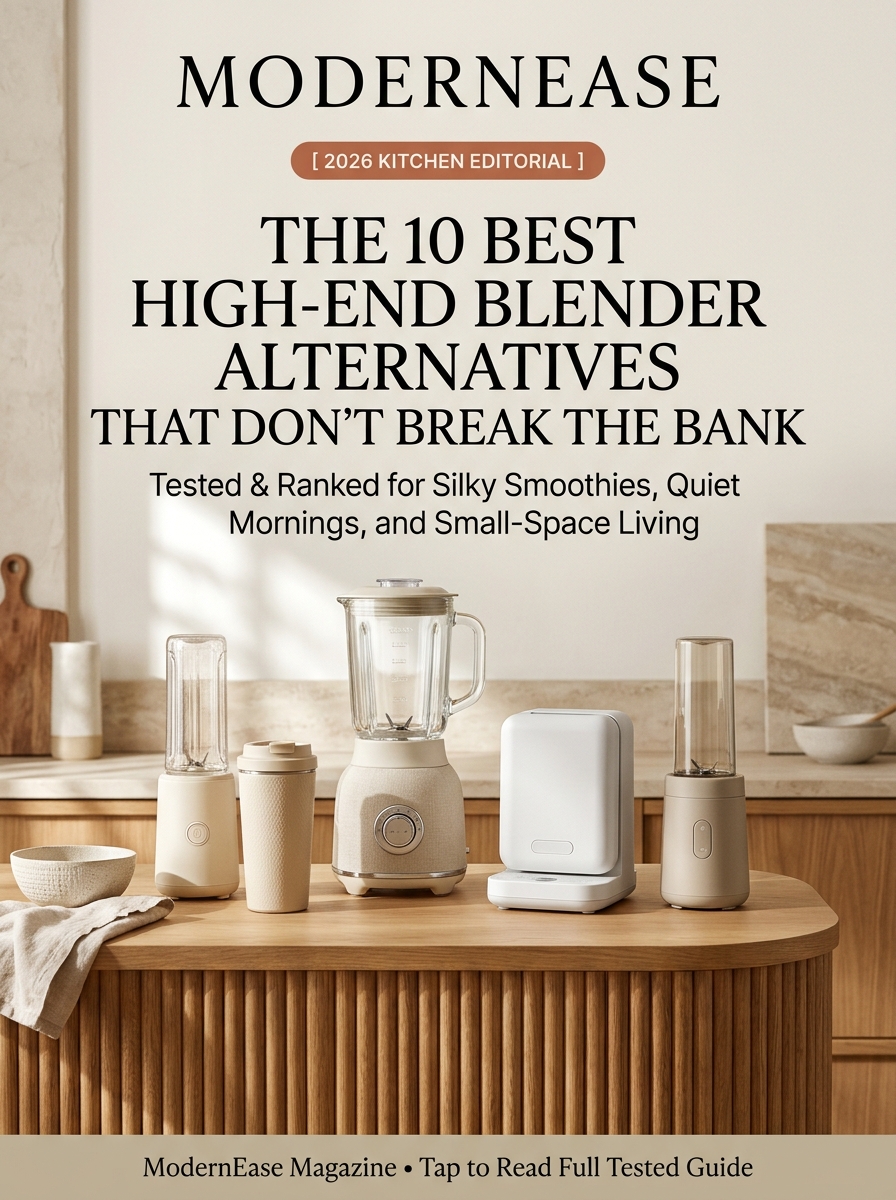 MODERNEASE
[ 2026 KITCHEN EDITORIAL ]
THE 10 BEST
HIGH-END BLENDER
ALTERNATIVES
THAT DON'T BREAK THE BANK
Tested & Ranked for Silky Smoothies, Quiet
Mornings, and Small-Space Living
ModernEase Magazine • Tap to Read Full Tested Guide